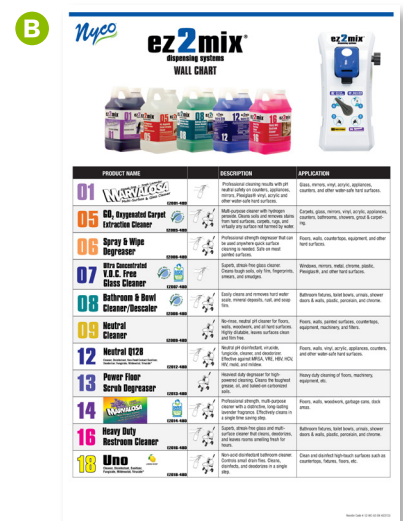 B
Nyco
ez2mix®
dispensing systems
WALL CHART
PRODUCT NAME DESCRIPTION APPLICATION
01 MARVALOSA
Professional cleaning results with pH
neutral safety on counters, appliances,
mirrors, Plexiglas®, vinyl, acrylic and
other water-safe hard surfaces.
Glass, mirrors, vinyl, acrylic, appliances,
counters, and other water-safe hard surfaces.
05 GO2 Oxygenated Carpet
Extraction Cleaner
Multi-purpose cleaner with hydrogen
peroxide. Cleans soils and removes stains
from hard surfaces, carpets, rugs, and
virtually any surface not harmed by water.
Carpets, glass, mirrors, vinyl, acrylic, appliances,
counters, bathrooms, showers, grout & carpet-
ing.
06 Spray & Wipe
Degreaser
Professional strength degreaser that can
be used anywhere quick surface
cleaning is needed. Safe on most
painted surfaces.
Floors, walls, countertops, equipment, and other
hard surfaces.
07 Ultra Concentrated
V.O.C. Free
Glass Cleaner
Superb, streak-free glass cleaner.
Cleans tough soils, oily film, fingerprints,
smears, and smudges.
Windows, mirrors, metal, chrome, plastic,
Plexiglas®, and other hard surfaces.
08 Bathroom & Bowl
Cleaner/Descaler
Easily cleans and removes hard water
scale, mineral deposits, rust, and soap
film.
Bathroom fixtures, toilet bowls, urinals, shower
doors & walls, plastic, porcelain, and chrome.
09 Neutral
Cleaner
No-rinse, neutral pH cleaner for floors,
walls, woodwork, and all hard surfaces.
Highly dilutable, leaves surfaces clean
and film free.
Floors, walls, painted surfaces, countertops,
equipment, machinery, and filters.
12 Neutral Q128
Neutral pH disinfectant, virucide,
fungicide, cleaner, and deodorizer.
Effective against MRSA, VRE, HBV, HCV,
HIV, mold, and mildew.
Floors, walls, vinyl, acrylic, appliances, counters,
and other water-safe hard surfaces.
13 Power Floor
Scrub Degreaser
Heaviest duty degreaser for high-
powered cleaning. Cleans the toughest
grease, oil, and based-on carbonized
soils.
Heavy duty cleaning of floors, machinery,
equipment, etc.
14 MARVALOSA
Professional strength, multi-purpose
cleaner with a distinctive, long-lasting
lavender fragrance. Effectively cleans in
a single time saving step.
Floors, walls, woodwork, garbage cans, dock
areas.
16 Heavy Duty
Restroom Cleaner
Superb, streak-free glass and multi-
surface cleaner that cleans, deodorizes,
and leaves rooms smelling fresh for
hours.
Bathroom fixtures, toilet bowls, urinals, shower
doors & walls, plastic, porcelain, and chrome.
18 Uno
Non-acid disinfectant bathroom cleaner.
Controls small drain flies. Cleans,
disinfects, and deodorizes in a single
step.
Clean and disinfect high-touch surfaces such as
countertops, fixtures, floors, etc.